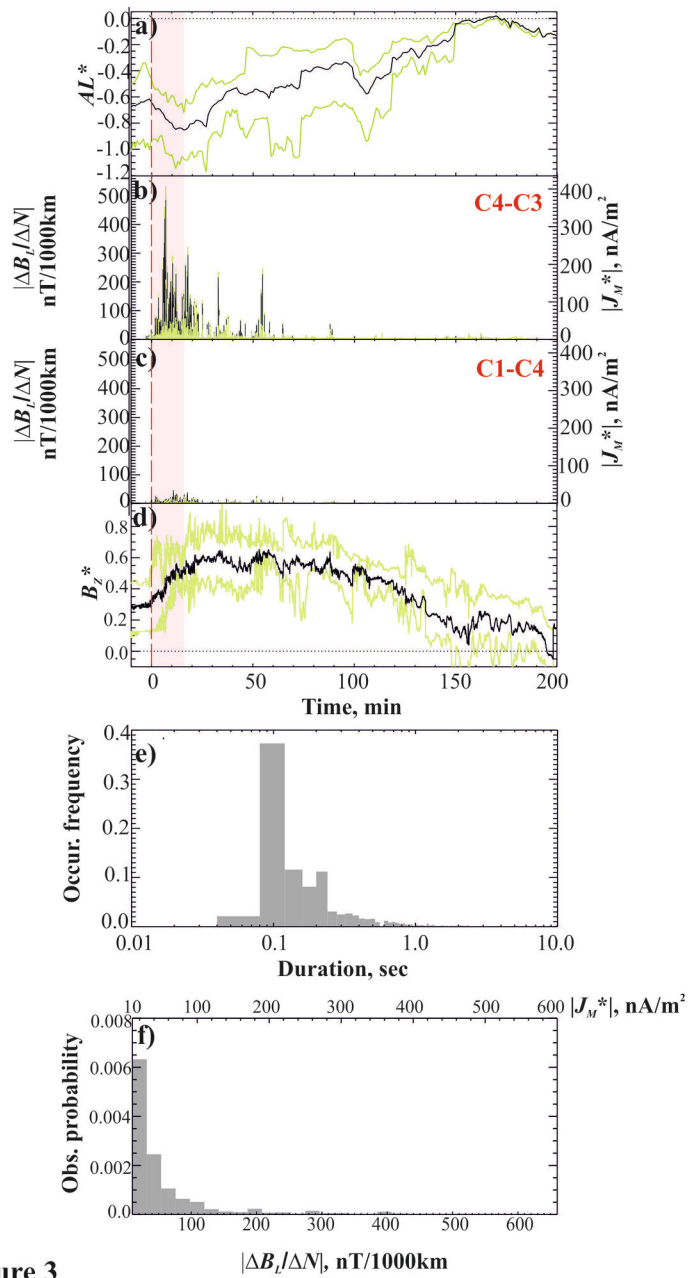 a)
0.0
-0.2
-0.4
-0.6
-0.8
-1.0
-1.2
AL*
b)
C4-C3
500
400
300
200
100
0
|ΔB_L/ΔN|
nT/1000km
400
300
200
100
0
|J_M*|, nA/m²
c)
C1-C4
500
400
300
200
100
0
|ΔB_L/ΔN|
nT/1000km
400
300
200
100
0
|J_M*|, nA/m²
d)
0.8
0.6
0.4
0.2
0.0
B_Z*
0 50 100 150 200
Time, min
e)
0.4
0.3
0.2
0.1
0.0
Occur. frequency
0.01 0.1 1.0 10.0
Duration, sec
10 100 200 300 400 500 600 |J_M*|, nA/m²
f)
0.008
0.006
0.004
0.002
0.0
Obs. probability
100 200 300 400 500 600
|ΔB_L/ΔN|, nT/1000km
ure 3